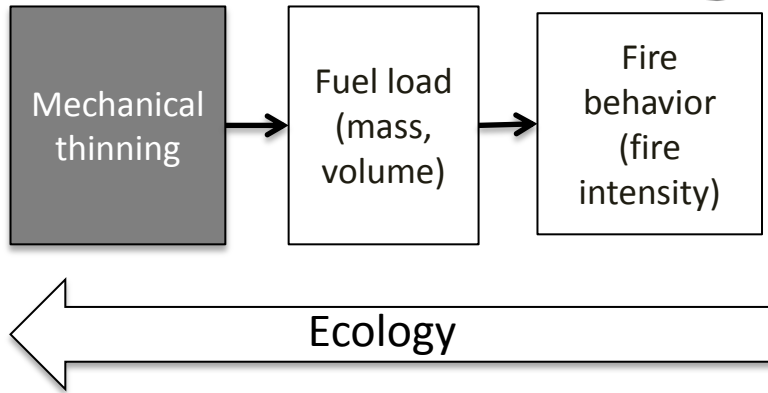 Mechanical
thinning
Fuel load
(mass,
volume)
Fire
behavior
(fire
intensity)
Ecology